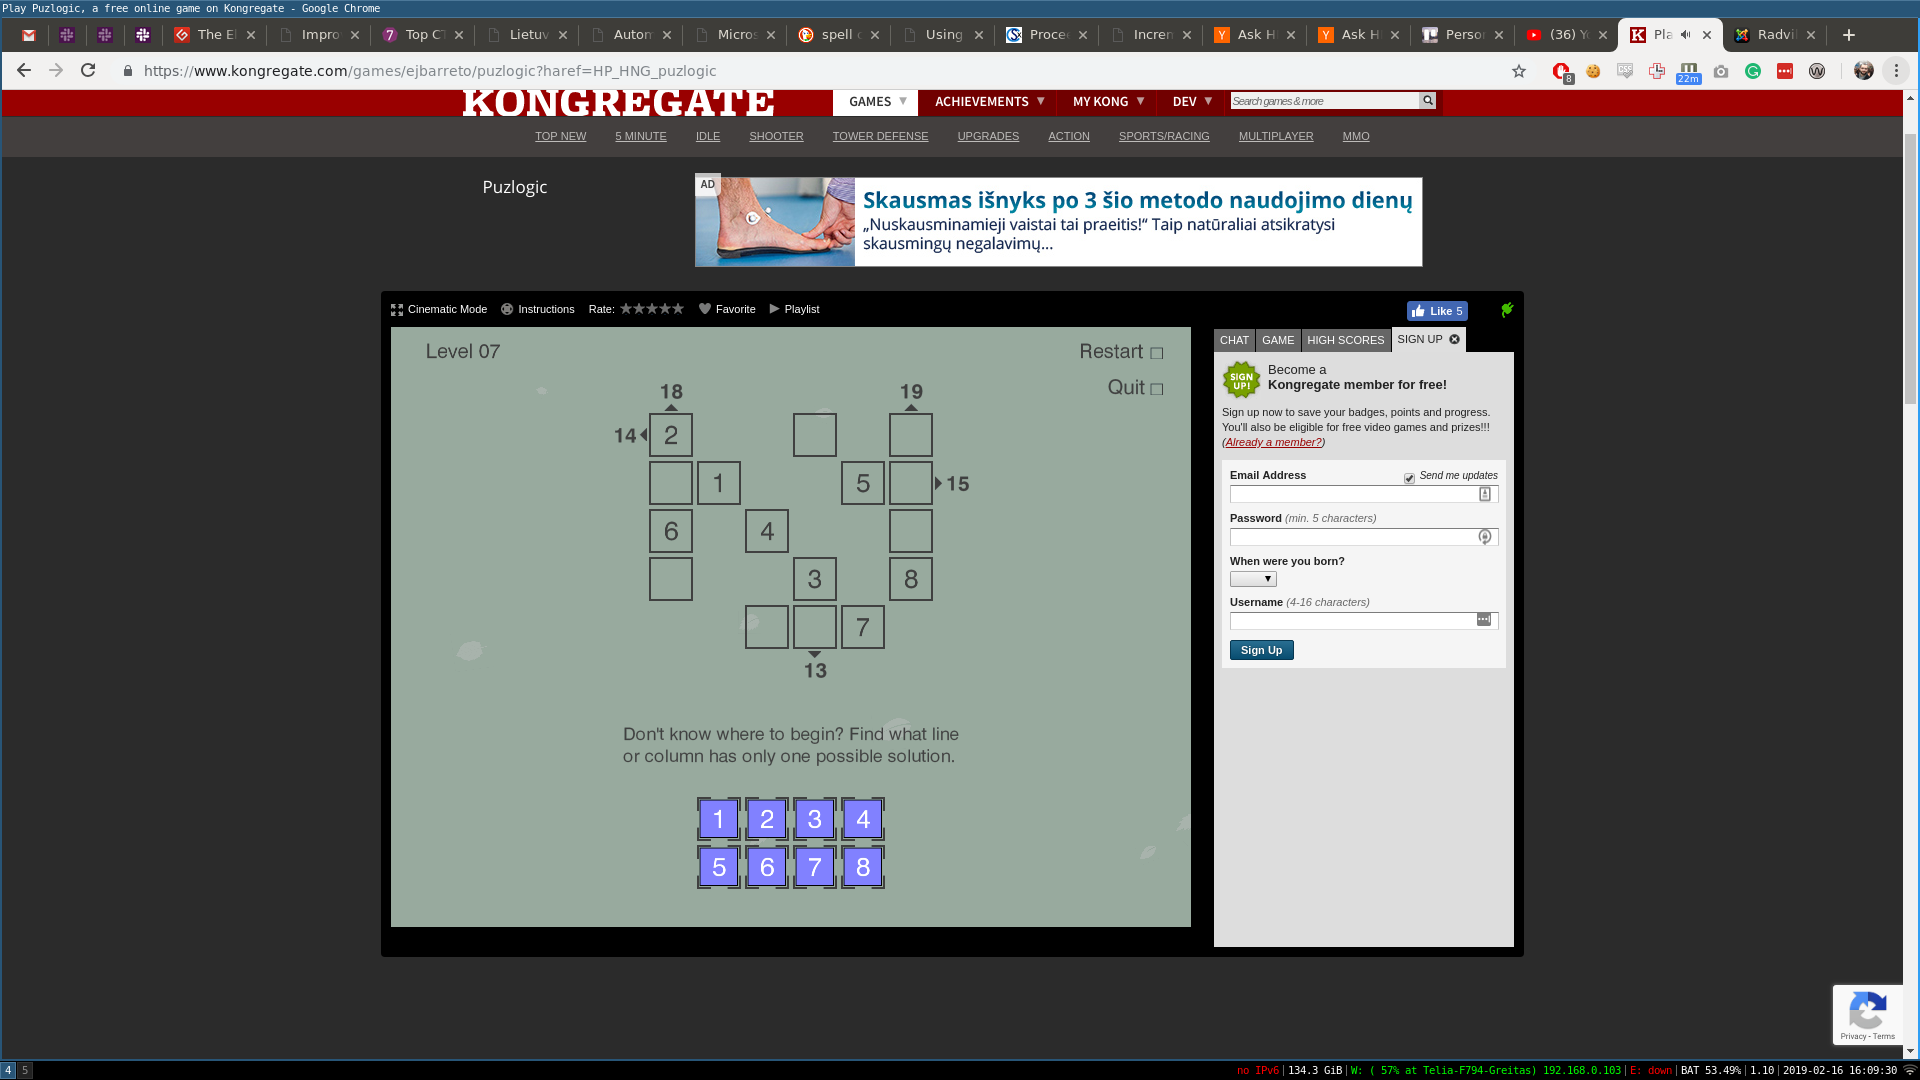 Play Puzlogic, a free online game on Kongregate - Google Chrome
The E
Impro
Top C
Lietuv
Autom
Micros
spell
Using
Proce
Increm
Ask H
Ask H
Perso
(36) Y
Pla
Radvi
https://www.kongregate.com/games/ejbarreto/puzlogic?haref=HP_HNG_puzlogic
8
22m
KONGREGATE
GAMES
ACHIEVEMENTS
MY KONG
DEV
Search games & more
TOP NEW
5 MINUTE
IDLE
SHOOTER
TOWER DEFENSE
UPGRADES
ACTION
SPORTS/RACING
MULTIPLAYER
MMO
Puzlogic
AD
Skausmas išnyks po 3 šio metodo naudojimo dienų
„Nuskausminamieji vaistai tai praeitis!“ Taip natūraliai atsikratysi
skausmingų negalavimų...
Cinematic Mode
Instructions
Rate:
Favorite
Playlist
Like 5
Level 07
Restart
Quit
18
19
14
2
1
5
15
6
4
3
8
7
13
Don't know where to begin? Find what line
or column has only one possible solution.
1 2 3 4
5 6 7 8
CHAT
GAME
HIGH SCORES
SIGN UP
SIGN UP!
Become a
Kongregate member for free!
Sign up now to save your badges, points and progress.
You'll also be eligible for free video games and prizes!!!
(Already a member?)
Email Address
Send me updates
Password (min. 5 characters)
When were you born?
Username (4-16 characters)
Sign Up
Privacy - Terms
4 5
no IPv6|134.3 GiB|W: ( 57% at Telia-F794-Greitas) 192.168.0.103|E: down|BAT 53.49%|1.10|2019-02-16 16:09:30